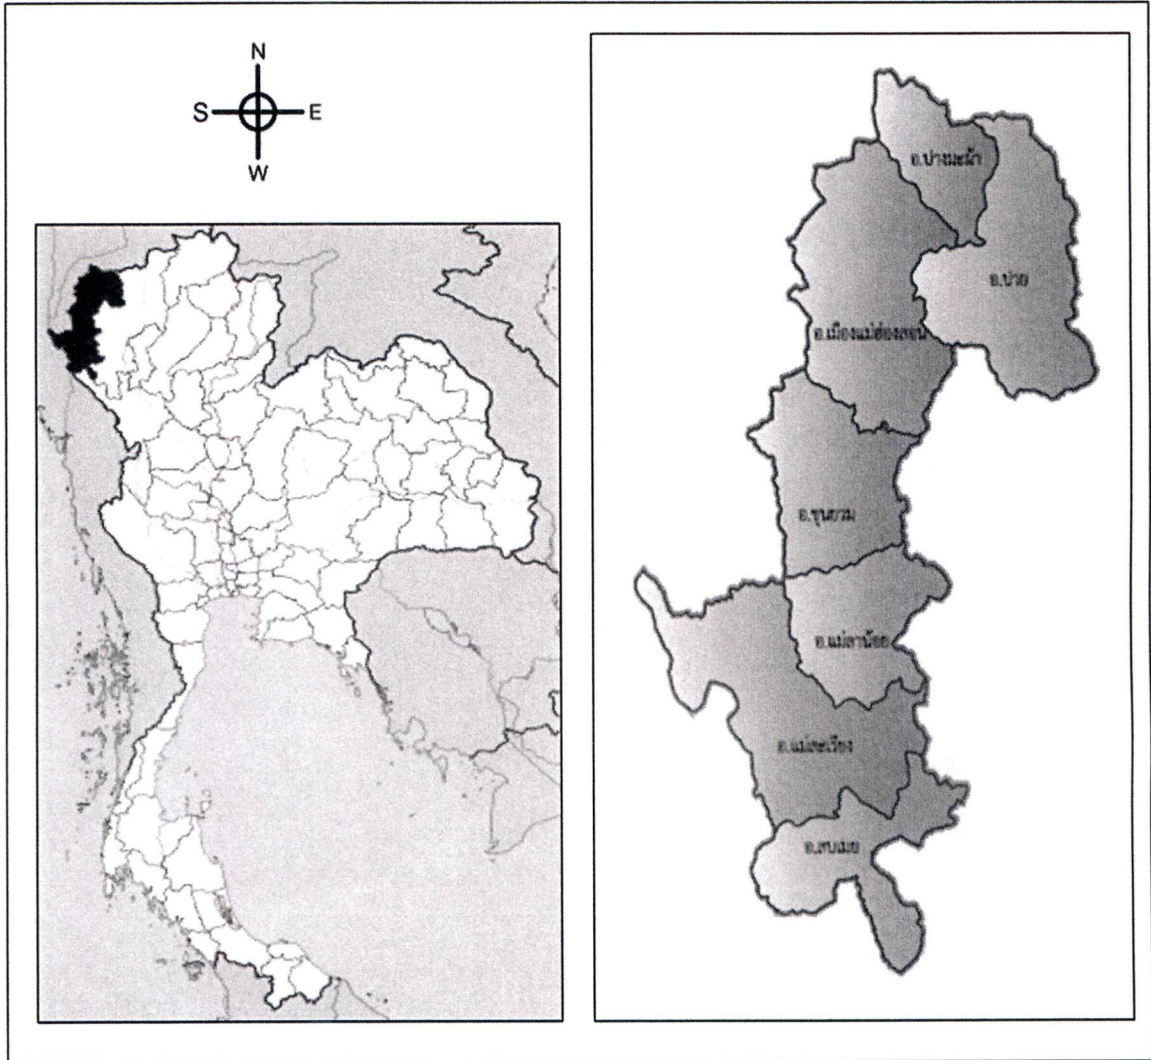 N
S E
W
อ.ปางมะผ้า
อ.ปาย
อ.เมืองแม่ฮ่องสอน
อ.ขุนยวม
อ.แม่ลาน้อย
อ.แม่สะเรียง
อ.สบเมย